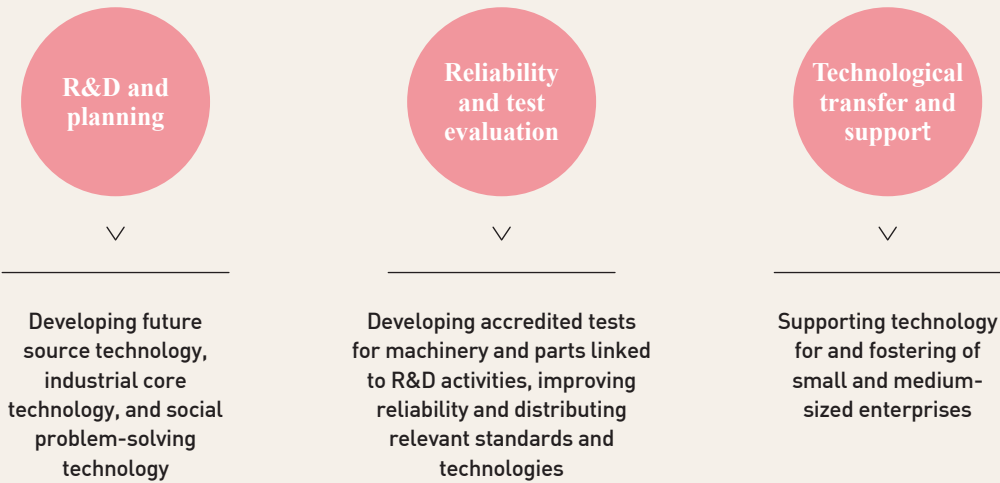 R&D and
planning
Developing future
source technology,
industrial core
technology, and social
problem-solving
technology
Reliability
and test
evaluation
Developing accredited tests
for machinery and parts linked
to R&D activities, improving
reliability and distributing
relevant standards and
technologies
Technological
transfer and
support
Supporting technology
for and fostering of
small and medium-
sized enterprises